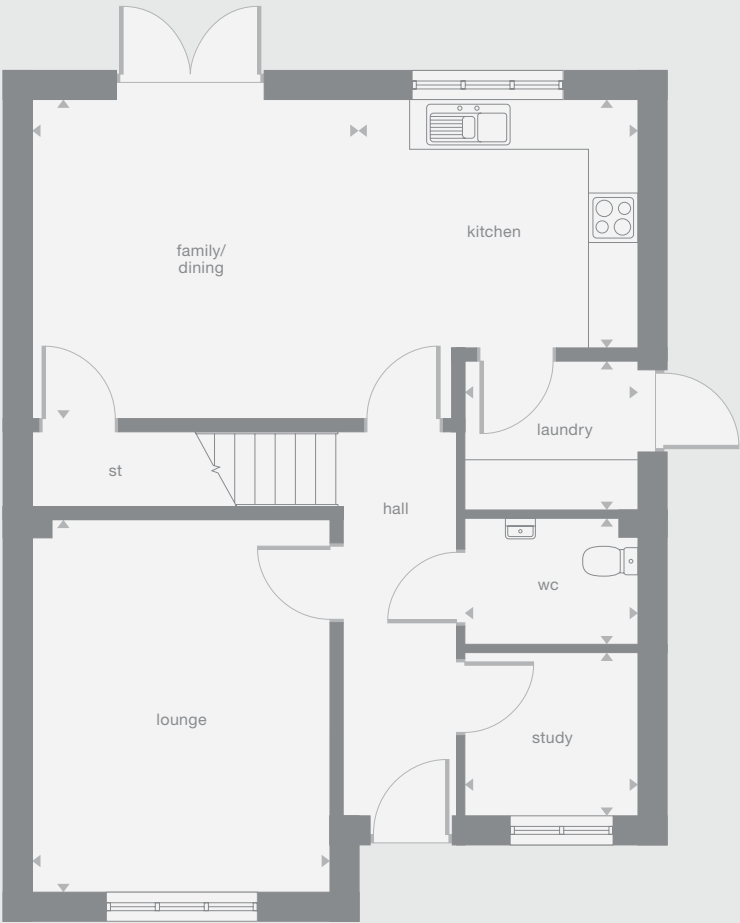 kitchen
family/
dining
laundry
st
hall
wc
lounge
study